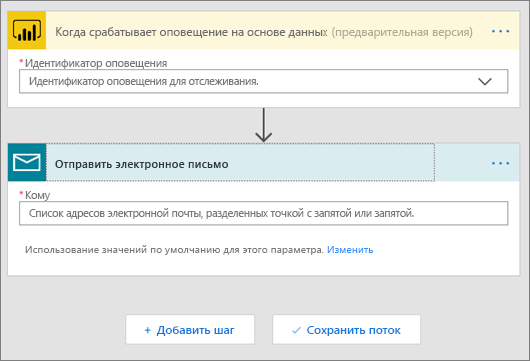 Когда срабатывает оповещение на основе данных (предварительная версия)
* Идентификатор оповещения
Идентификатор оповещения для отслеживания.
Отправить электронное письмо
* Кому
Список адресов электронной почты, разделенных точкой с запятой или запятой.
Использование значений по умолчанию для этого параметра. Изменить
+ Добавить шаг
Сохранить поток